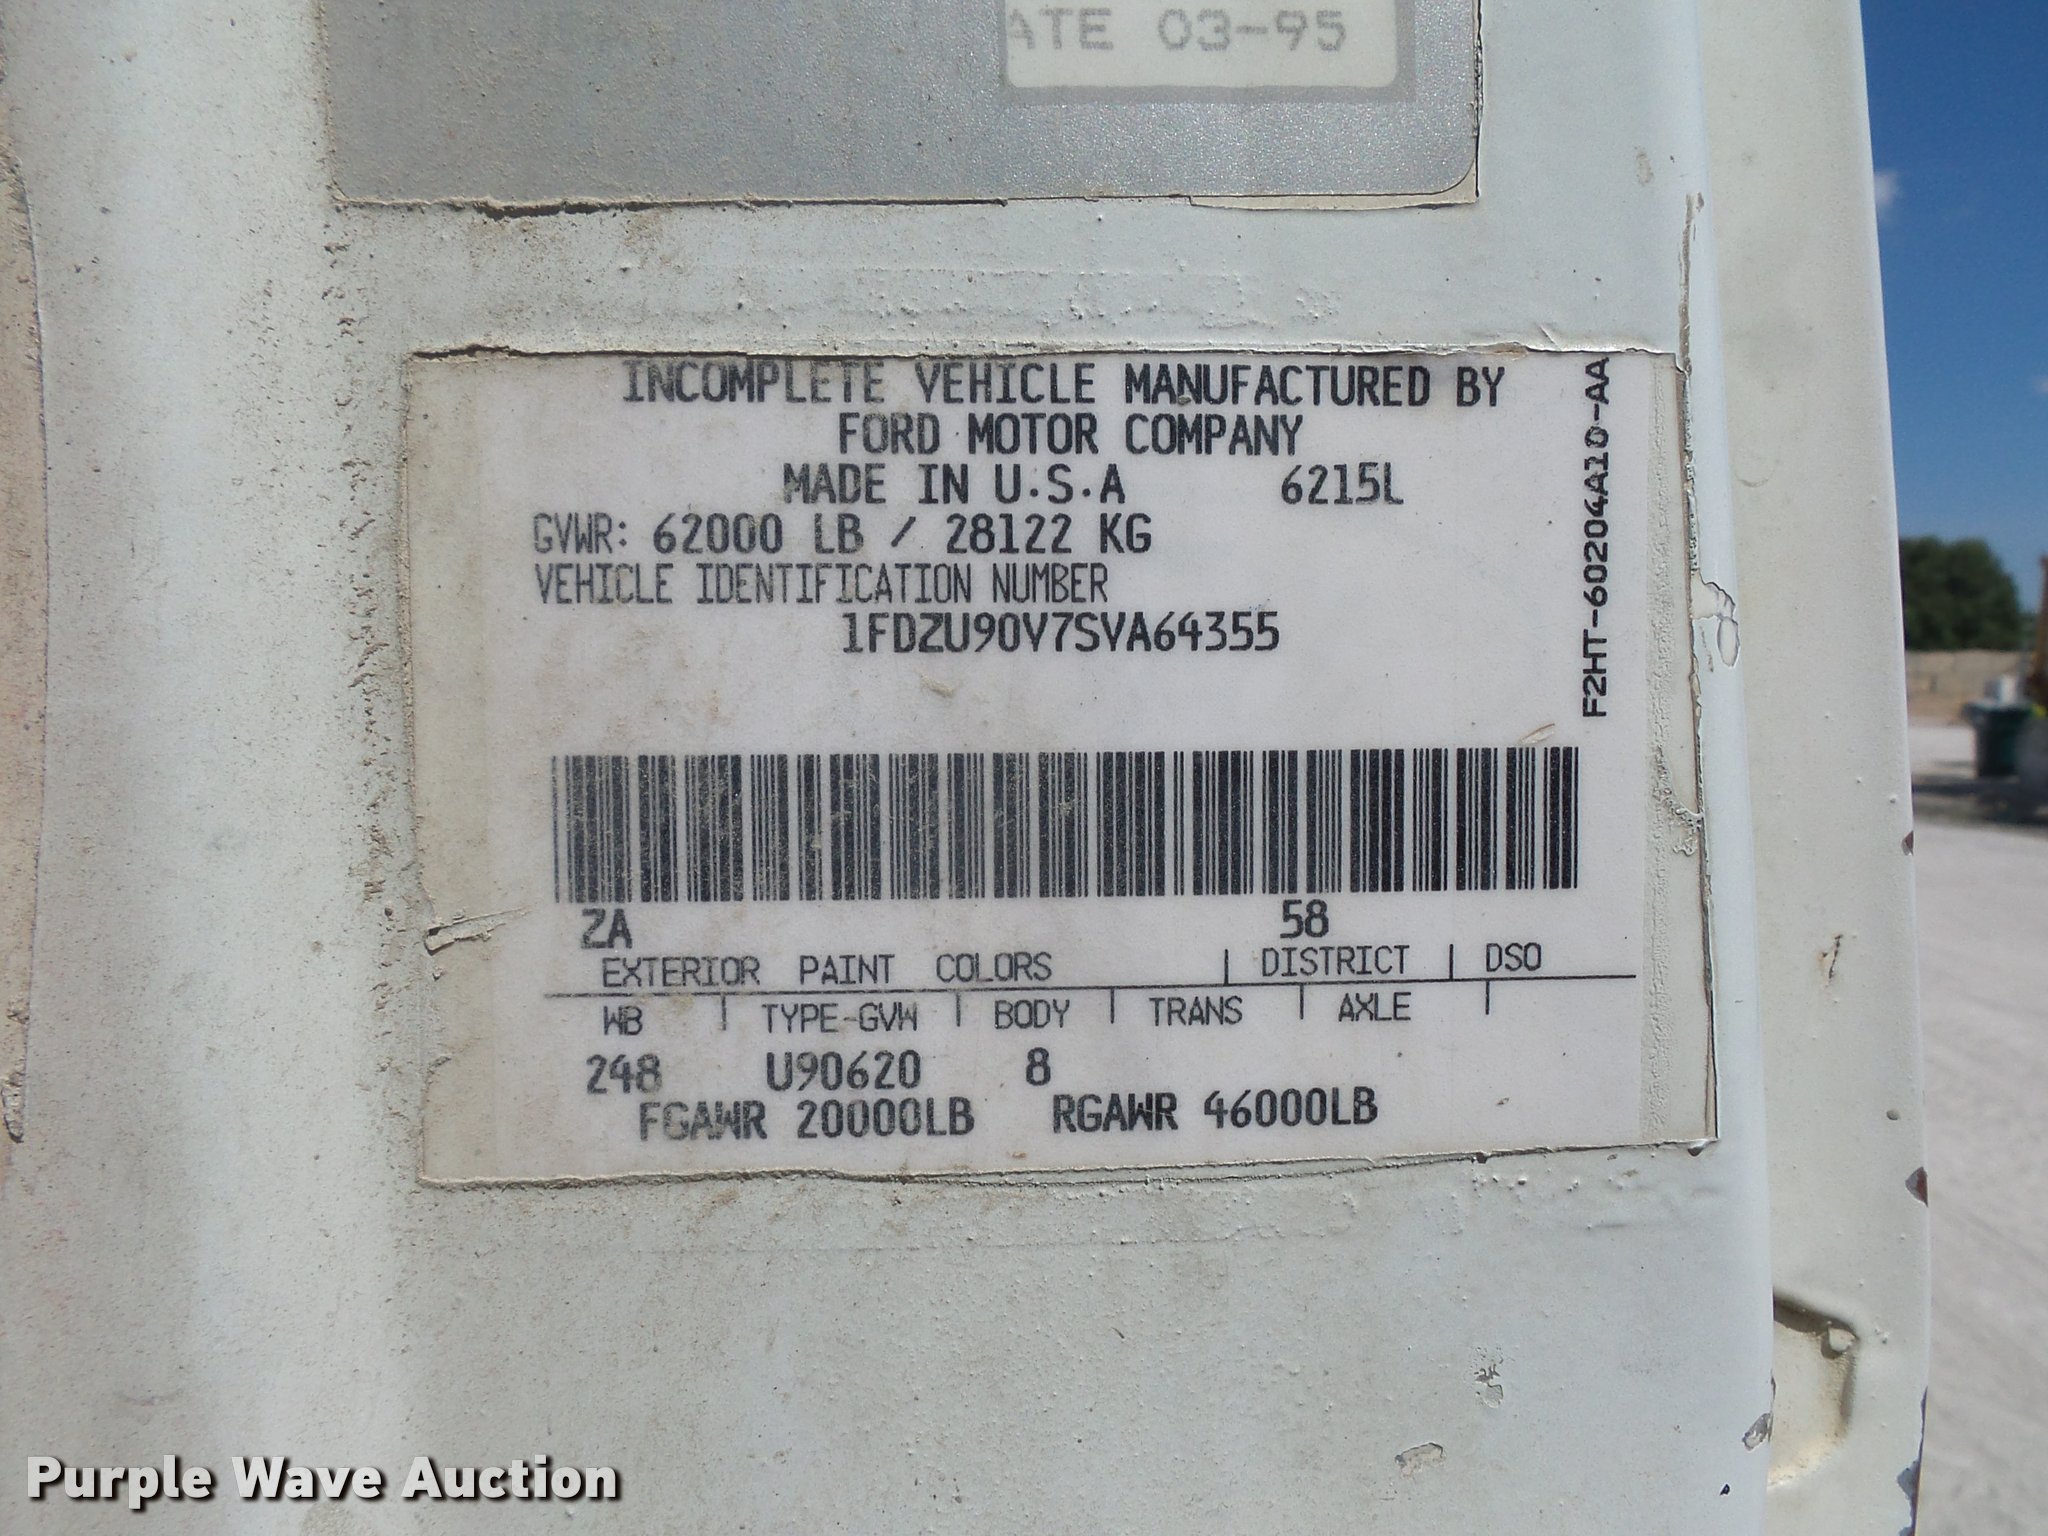 ATE 03-95
INCOMPLETE VEHICLE MANUFACTURED BY
FORD MOTOR COMPANY
MADE IN U.S.A 6215L
GVWR: 62000 LB / 28122 KG
VEHICLE IDENTIFICATION NUMBER
1FDZU90V7SVA64355
F2HT-60204A10-AA
ZA 58
EXTERIOR PAINT COLORS | DISTRICT | DSO
WB | TYPE-GVW | BODY | TRANS | AXLE |
248 U90620 8
FGAWR 20000LB RGAWR 46000LB
Purple Wave Auction